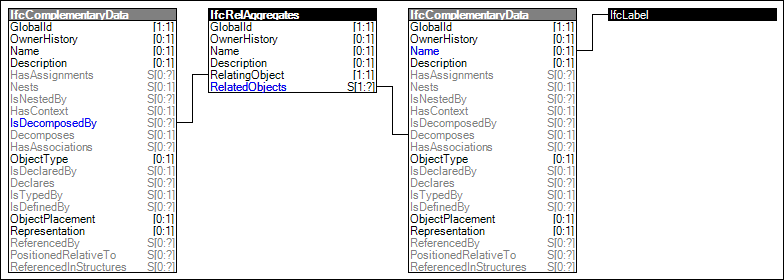 IfcComplementaryData
GlobalId [1:1]
OwnerHistory [0:1]
Name [0:1]
Description [0:1]
HasAssignments S[0:?]
Nests S[0:1]
IsNestedBy S[0:?]
HasContext S[0:1]
IsDecomposedBy S[0:?]
Decomposes S[0:1]
HasAssociations S[0:?]
ObjectType [0:1]
IsDeclaredBy S[0:1]
Declares S[0:?]
IsTypedBy S[0:1]
IsDefinedBy S[0:?]
ObjectPlacement [0:1]
Representation [0:1]
ReferencedBy S[0:?]
PositionedRelativeTo S[0:?]
ReferencedInStructures S[0:?]
IfcRelAggregates
GlobalId [1:1]
OwnerHistory [0:1]
Name [0:1]
Description [0:1]
RelatingObject [1:1]
RelatedObjects S[1:?]
IfcComplementaryData
GlobalId [1:1]
OwnerHistory [0:1]
Name [0:1]
Description [0:1]
HasAssignments S[0:?]
Nests S[0:1]
IsNestedBy S[0:?]
HasContext S[0:1]
IsDecomposedBy S[0:?]
Decomposes S[0:1]
HasAssociations S[0:?]
ObjectType [0:1]
IsDeclaredBy S[0:1]
Declares S[0:?]
IsTypedBy S[0:1]
IsDefinedBy S[0:?]
ObjectPlacement [0:1]
Representation [0:1]
ReferencedBy S[0:?]
PositionedRelativeTo S[0:?]
ReferencedInStructures S[0:?]
IfcLabel